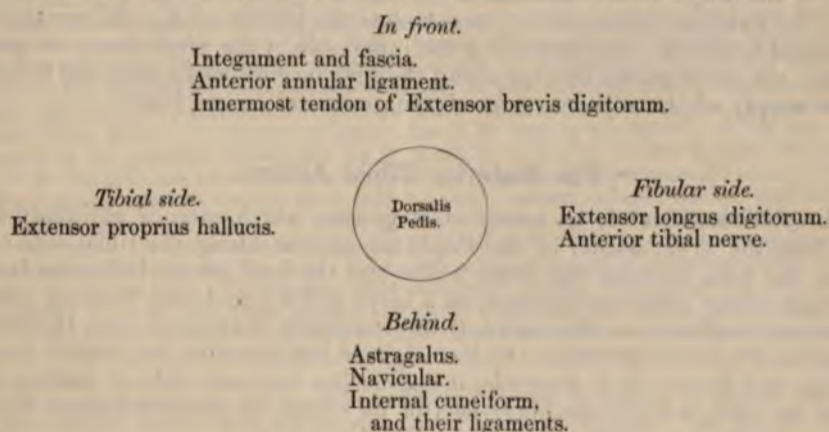 In front.
Integument and fascia.
Anterior annular ligament.
Innermost tendon of Extensor brevis digitorum.
Tibial side.
Extensor proprius hallucis.
Dorsalis
Pedis.
Fibular side.
Extensor longus digitorum.
Anterior tibial nerve.
Behind.
Astragalus.
Navicular.
Internal cuneiform,
and their ligaments.